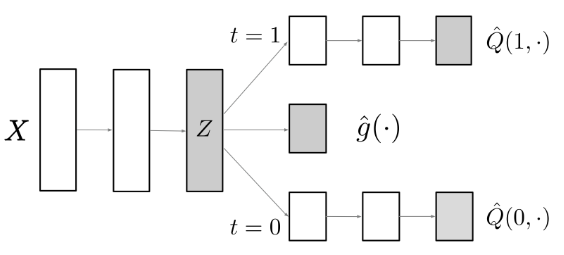 t = 1
Q̂(1, ·)
X
Z
ĝ(·)
t = 0
Q̂(0, ·)